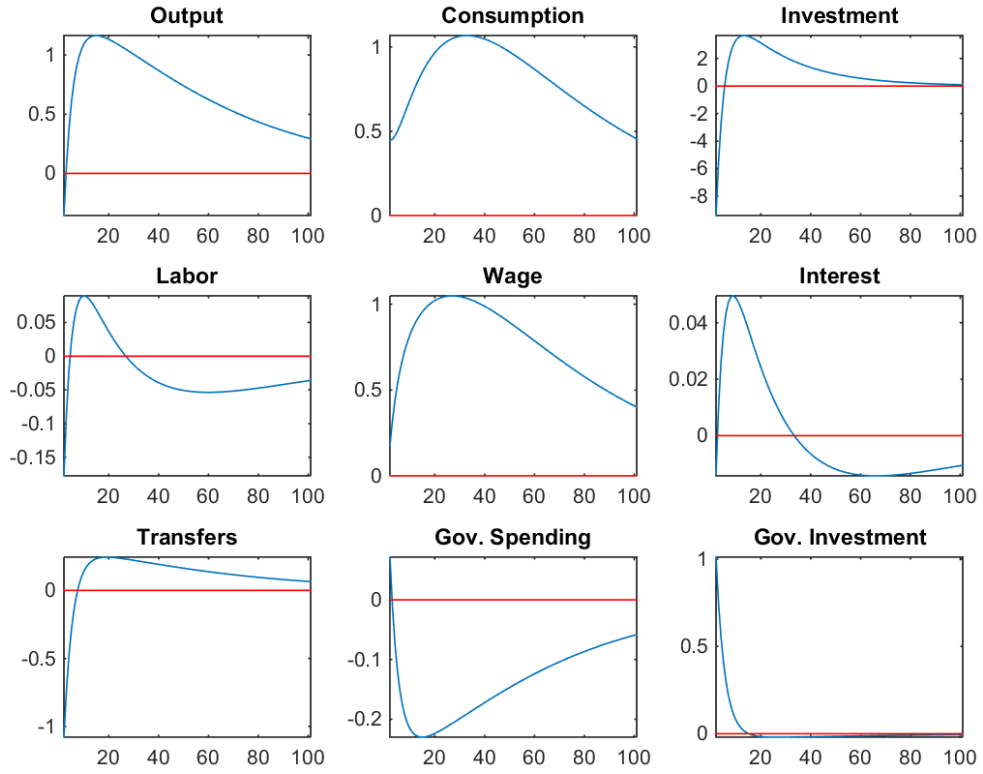 Output Consumption Investment
1 0.5 0
1 0.5 0
2 0 -2 -4 -6 -8
20 40 60 80 100 20 40 60 80 100 20 40 60 80 100
Labor Wage Interest
0.05 0 -0.05 -0.1 -0.15
1 0.5 0
0.04 0.02 0
20 40 60 80 100 20 40 60 80 100 20 40 60 80 100
Transfers Gov. Spending Gov. Investment
0 -0.5 -1
0 -0.1 -0.2
1 0.5 0
20 40 60 80 100 20 40 60 80 100 20 40 60 80 100